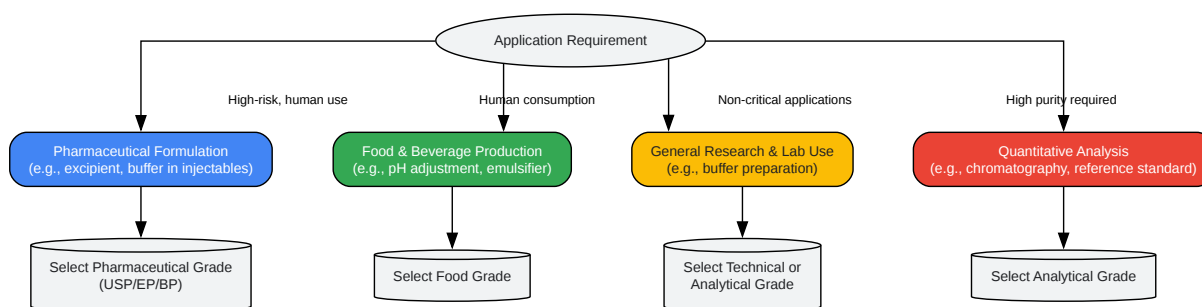 Application Requirement
High-risk, human use
Human consumption
Non-critical applications
High purity required
Pharmaceutical Formulation
(e.g., excipient, buffer in injectables)
Food & Beverage Production
(e.g., pH adjustment, emulsifier)
General Research & Lab Use
(e.g., buffer preparation)
Quantitative Analysis
(e.g., chromatography, reference standard)
Select Pharmaceutical Grade
(USP/EP/BP)
Select Food Grade
Select Technical or
Analytical Grade
Select Analytical Grade